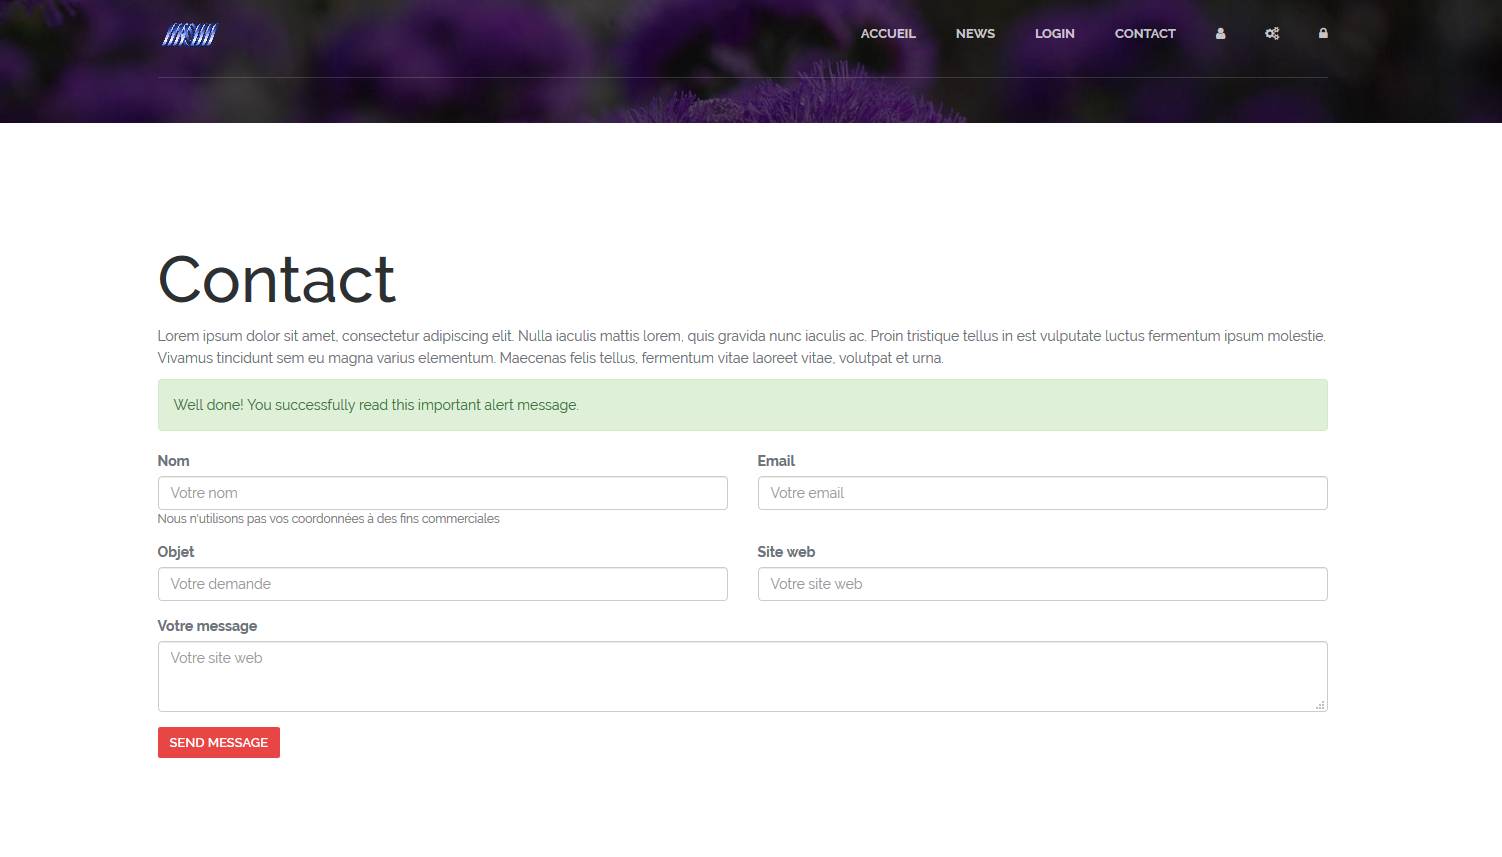 ACCUEIL NEWS LOGIN CONTACT
Contact
Lorem ipsum dolor sit amet, consectetur adipiscing elit. Nulla iaculis mattis lorem, quis gravida nunc iaculis ac. Proin tristique tellus in est vulputate luctus fermentum ipsum molestie.
Vivamus tincidunt sem eu magna varius elementum. Maecenas felis tellus, fermentum vitae laoreet vitae, volutpat et urna.
Well done! You successfully read this important alert message.
Nom Email
Votre nom Votre email
Nous n'utilisons pas vos coordonnées à des fins commerciales
Objet Site web
Votre demande Votre site web
Votre message
Votre site web
SEND MESSAGE